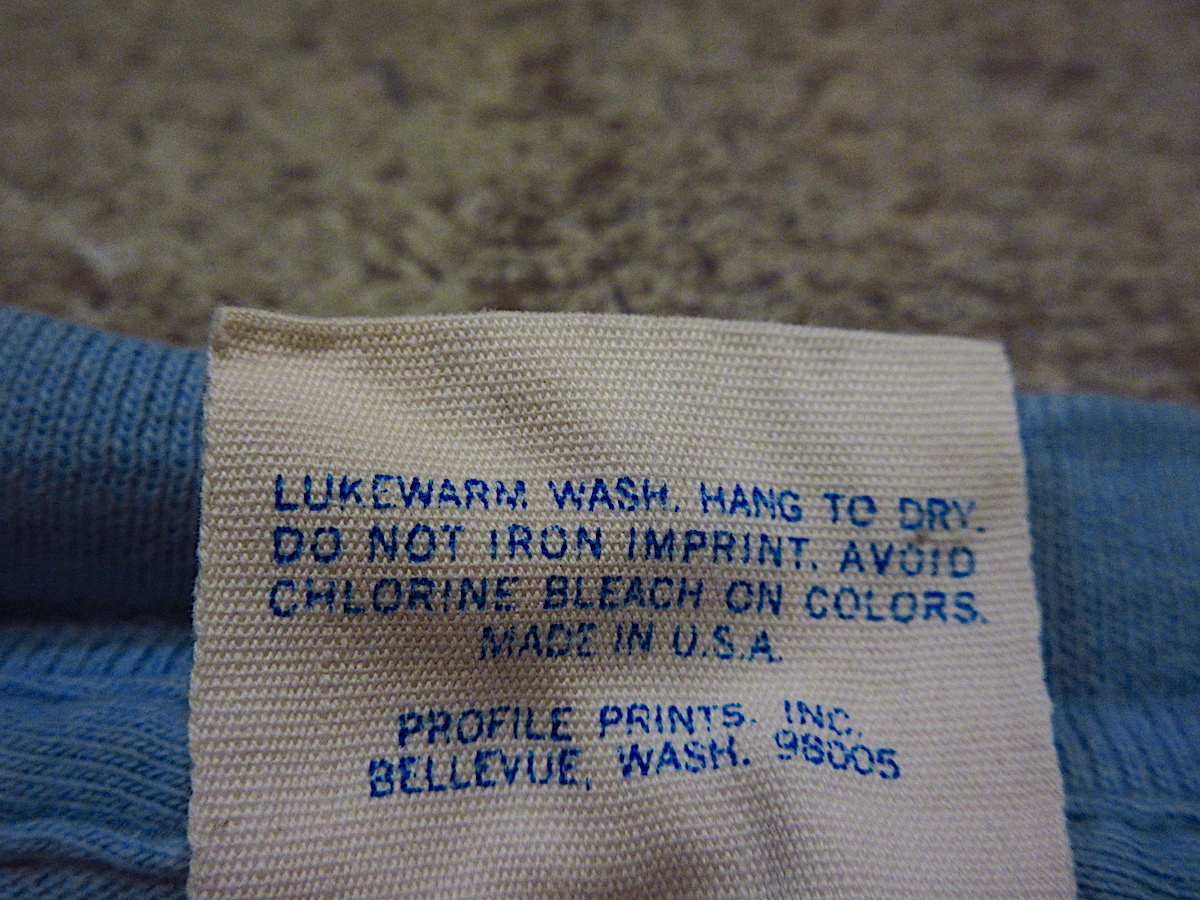 LUKEWARM WASH. HANG TO DRY.
DO NOT IRON IMPRINT. AVOID
CHLORINE BLEACH ON COLORS.
MADE IN U.S.A.
PROFILE PRINTS. INC.
BELLEVUE, WASH. 98005